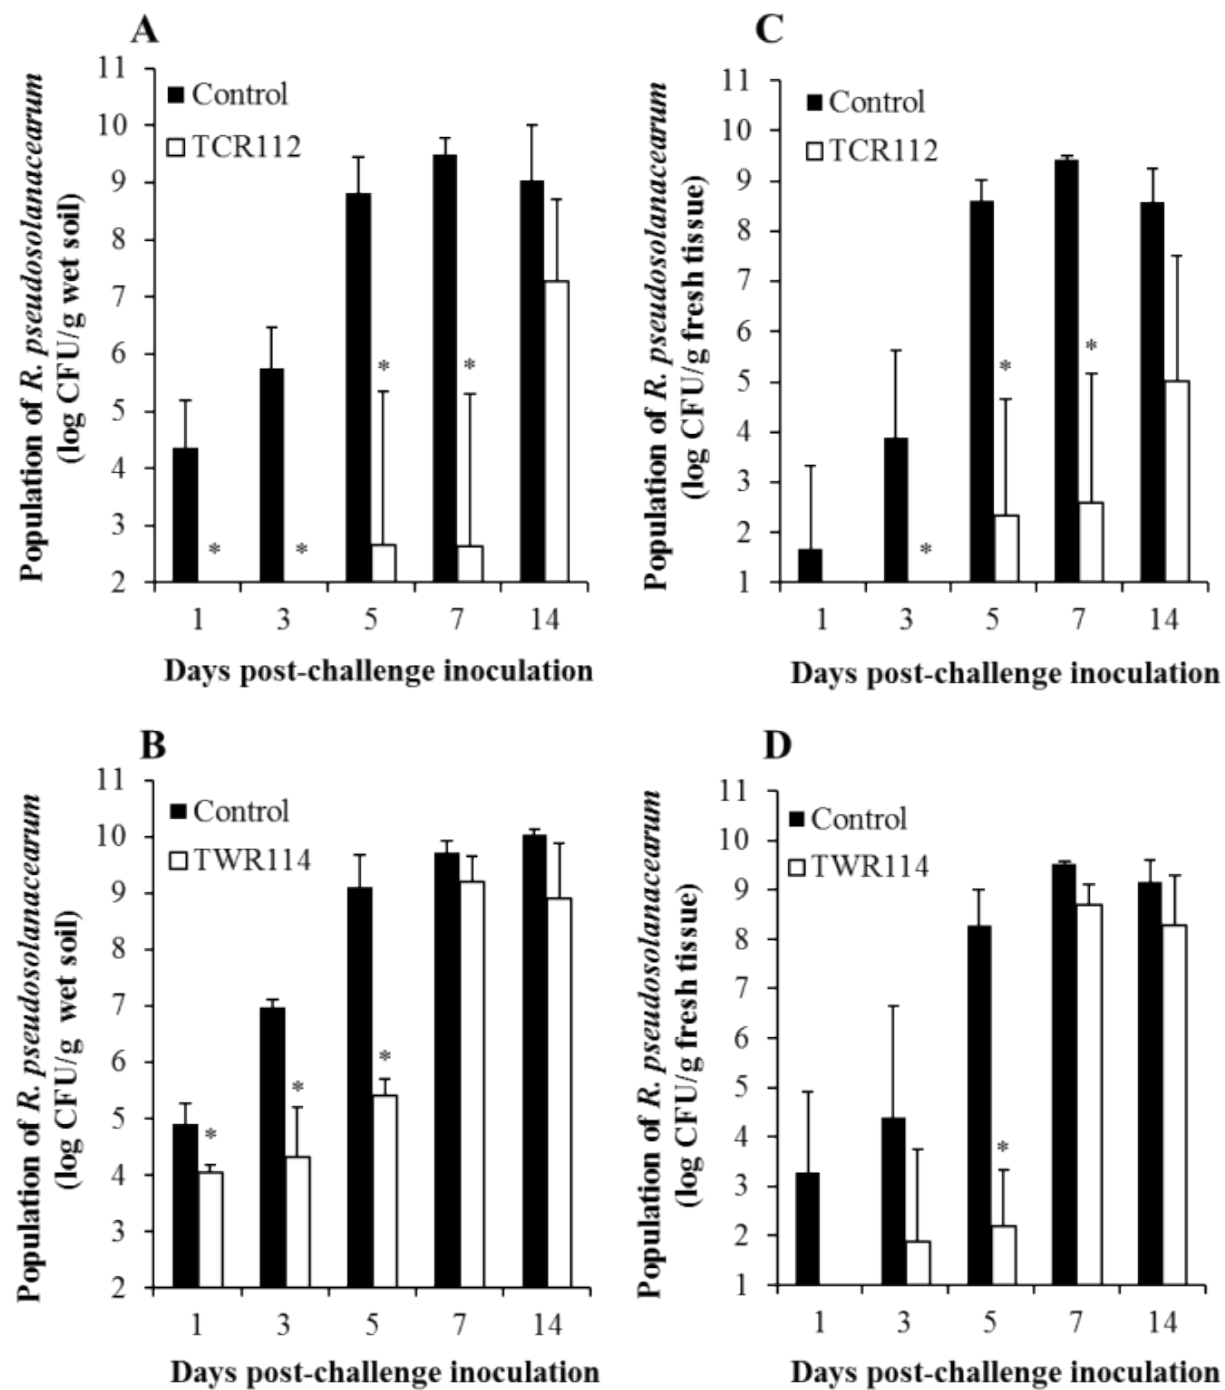 A
Population of R. pseudosolanacearum
(log CFU/g wet soil)
11
10
9
8
7
6
5
4
3
2
Control
TCR112
*
*
*
*
1 3 5 7 14
Days post-challenge inoculation
C
Population of R. pseudosolanacearum
(log CFU/g fresh tissue)
11
10
9
8
7
6
5
4
3
2
1
Control
TCR112
*
*
*
1 3 5 7 14
Days post-challenge inoculation
B
Population of R. pseudosolanacearum
(log CFU/g wet soil)
11
10
9
8
7
6
5
4
3
2
Control
TWR114
*
*
*
1 3 5 7 14
Days post-challenge inoculation
D
Population of R. pseudosolanacearum
(log CFU/g fresh tissue)
11
10
9
8
7
6
5
4
3
2
1
Control
TWR114
*
1 3 5 7 14
Days post-challenge inoculation